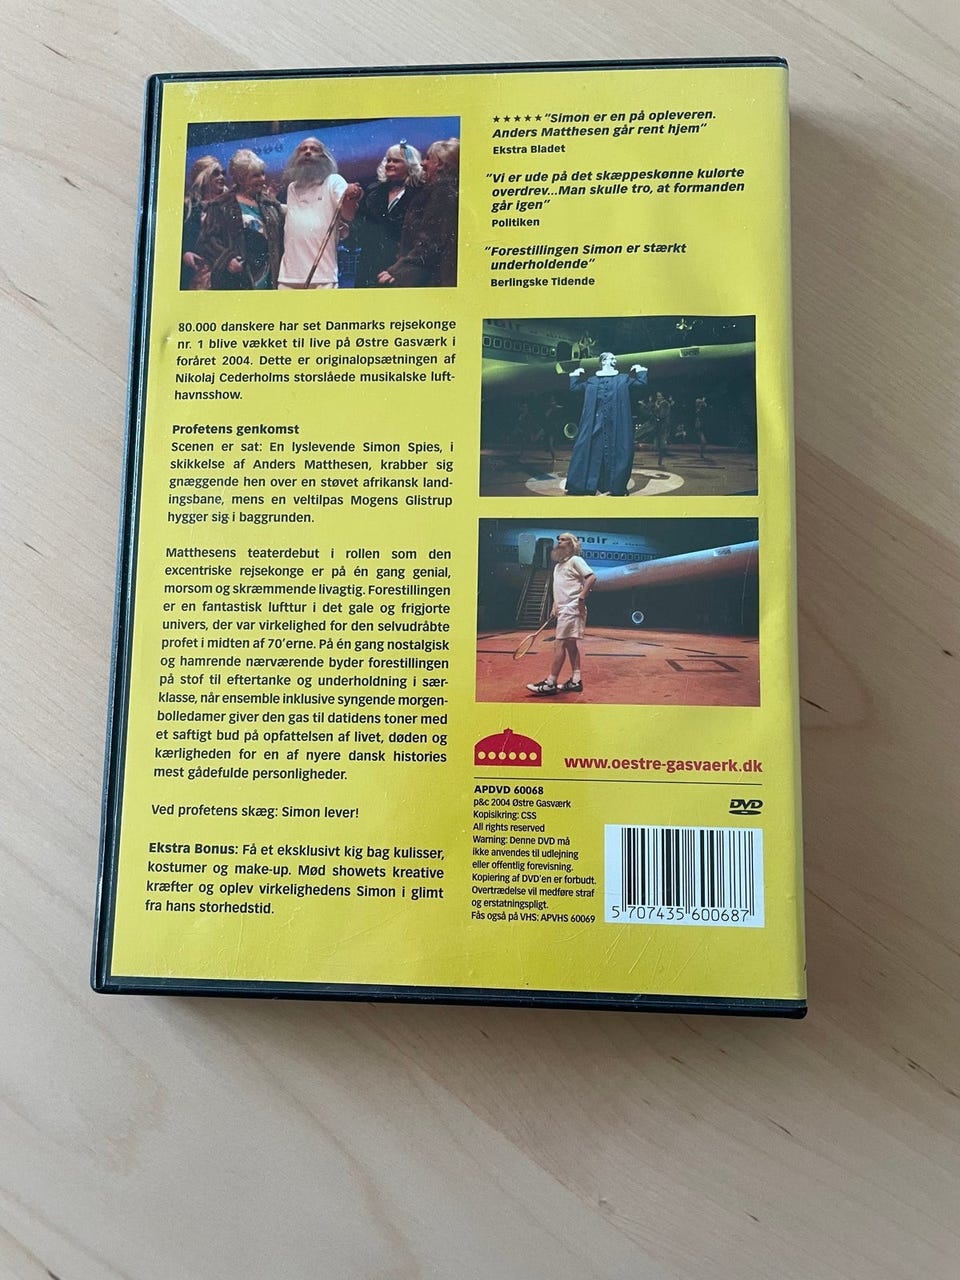 ★★★★★"Simon er en på opleveren.
Anders Matthesen går rent hjem"
Ekstra Bladet
"Vi er ude på det skæppeskønne kulørte
overdrev...Man skulle tro, at formanden
går igen"
Politiken
"Forestillingen Simon er stærkt
underholdende"
Berlingske Tidende
80.000 danskere har set Danmarks rejsekonge
nr. 1 blive vækket til live på Østre Gasværk i
foråret 2004. Dette er originalopsætningen af
Nikolaj Cederholms storslåede musikalske luft-
havnsshow.
Profetens genkomst
Scenen er sat: En lyslevende Simon Spies, i
skikkelse af Anders Matthesen, krabber sig
gnæggende hen over en støvet afrikansk land-
ingsbane, mens en veltilpas Mogens Glistrup
hygger sig i baggrunden.
Matthesens teaterdebut i rollen som den
excentriske rejsekonge er på én gang genial,
morsom og skræmmende livagtig. Forestillingen
er en fantastisk lufttur i det gale og frigjorte
univers, der var virkelighed for den selvudråbte
profet i midten af 70'erne. På én gang nostalgisk
og hamrende nærværende byder forestillingen
på stof til eftertanke og underholdning i sær-
klasse, når ensemble inklusive syngende morgen-
bolledamer giver den gas til datidens toner med
et saftigt bud på opfattelsen af livet, døden og
kærligheden for en af nyere dansk histories
mest gådefulde personligheder.
Ved profetens skæg: Simon lever!
Ekstra Bonus: Få et eksklusivt kig bag kulisser,
kostumer og make-up. Mød showets kreative
kræfter og oplev virkelighedens Simon i glimt
fra hans storhedstid.
www.oestre-gasvaerk.dk
APDVD 60068
p&c 2004 Østre Gasværk
Kopisikring: CSS
All rights reserved
Warning: Denne DVD må
ikke anvendes til udlejning
eller offentlig forevisning.
Kopiering af DVD'en er forbudt.
Overtrædelse vil medføre straf
og erstatningspligt.
Fås også på VHS: APVHS 60069
DVD
5 707435 600687